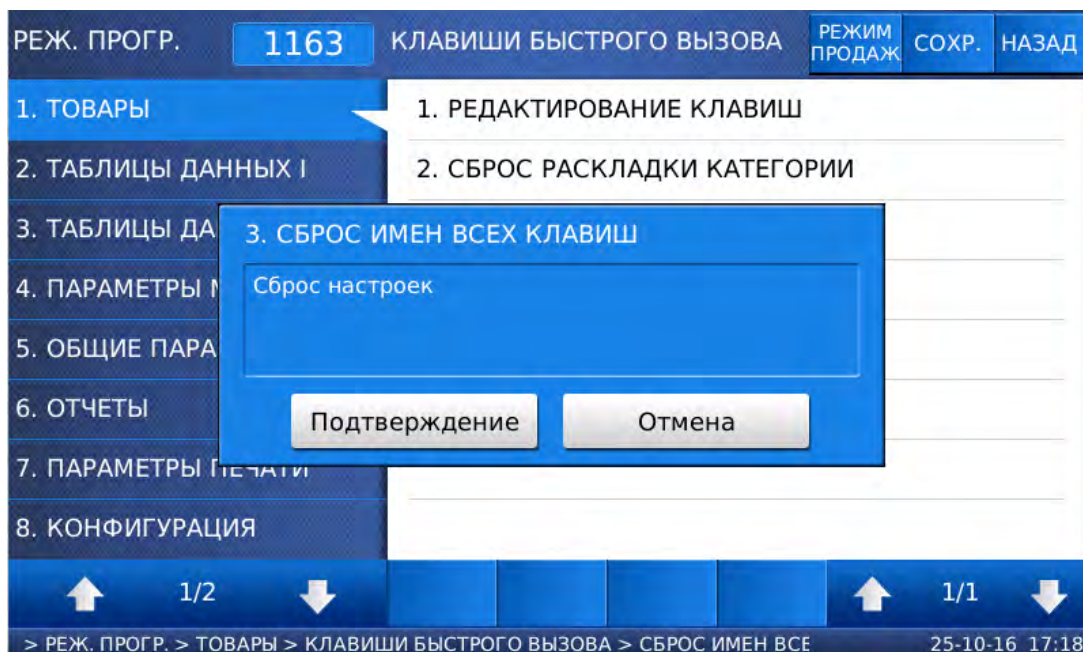 РЕЖ. ПРОГР. 1163 КЛАВИШИ БЫСТРОГО ВЫЗОВА РЕЖИМ ПРОДАЖ СОХР. НАЗАД
1. ТОВАРЫ
1. РЕДАКТИРОВАНИЕ КЛАВИШ
2. ТАБЛИЦЫ ДАННЫХ I
2. СБРОС РАСКЛАДКИ КАТЕГОРИИ
3. ТАБЛИЦЫ ДА
3. СБРОС ИМЕН ВСЕХ КЛАВИШ
4. ПАРАМЕТРЫ
Сброс настроек
5. ОБЩИЕ ПАРА
6. ОТЧЕТЫ
Подтверждение Отмена
7. ПАРАМЕТРЫ ПЕЧАТИ
8. КОНФИГУРАЦИЯ
1/2 1/1
> РЕЖ. ПРОГР. > ТОВАРЫ > КЛАВИШИ БЫСТРОГО ВЫЗОВА > СБРОС ИМЕН ВСЕ 25-10-16 17:18